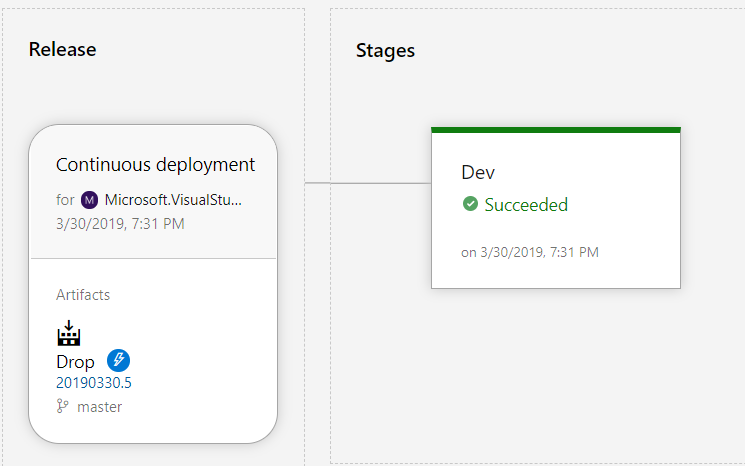 Release
Stages
Continuous deployment
for M Microsoft.VisualStu...
3/30/2019, 7:31 PM
Artifacts
Drop
20190330.5
master
Dev
Succeeded
on 3/30/2019, 7:31 PM